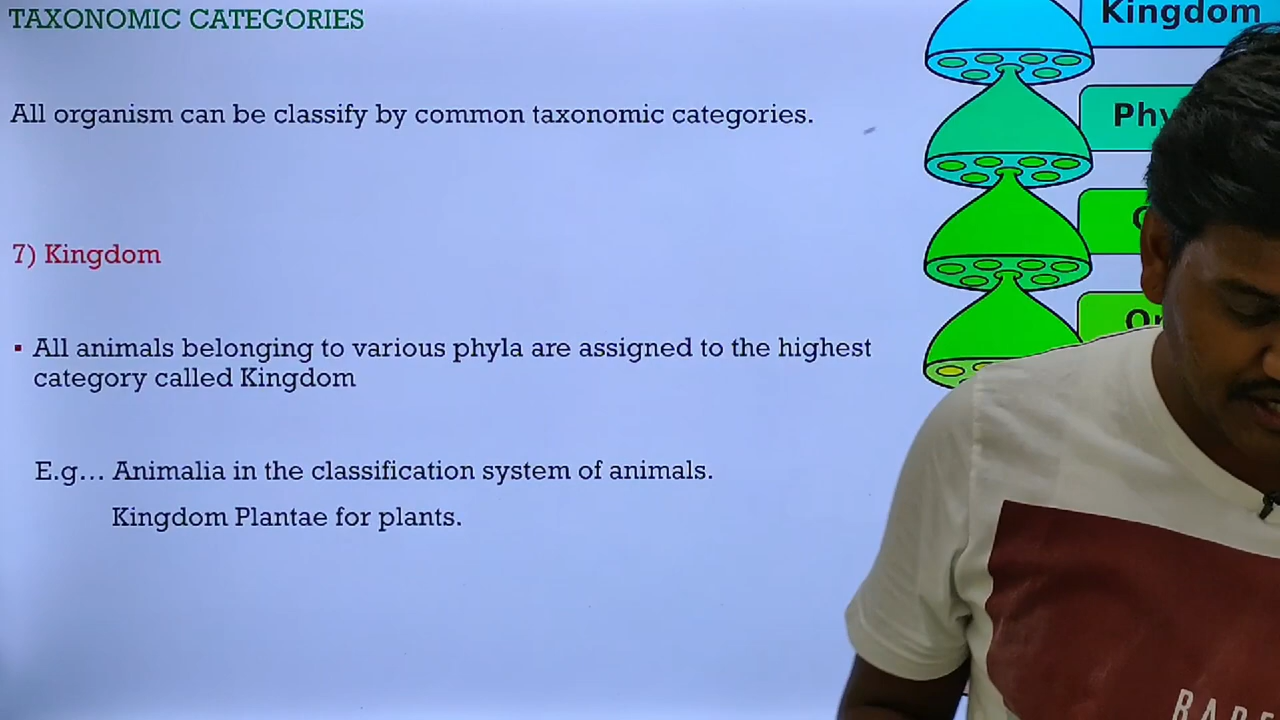 TAXONOMIC CATEGORIES
Kingdom
All organism can be classify by common taxonomic categories.
7) Kingdom
▪ All animals belonging to various phyla are assigned to the highest
category called Kingdom
E.g... Animalia in the classification system of animals.
Kingdom Plantae for plants.